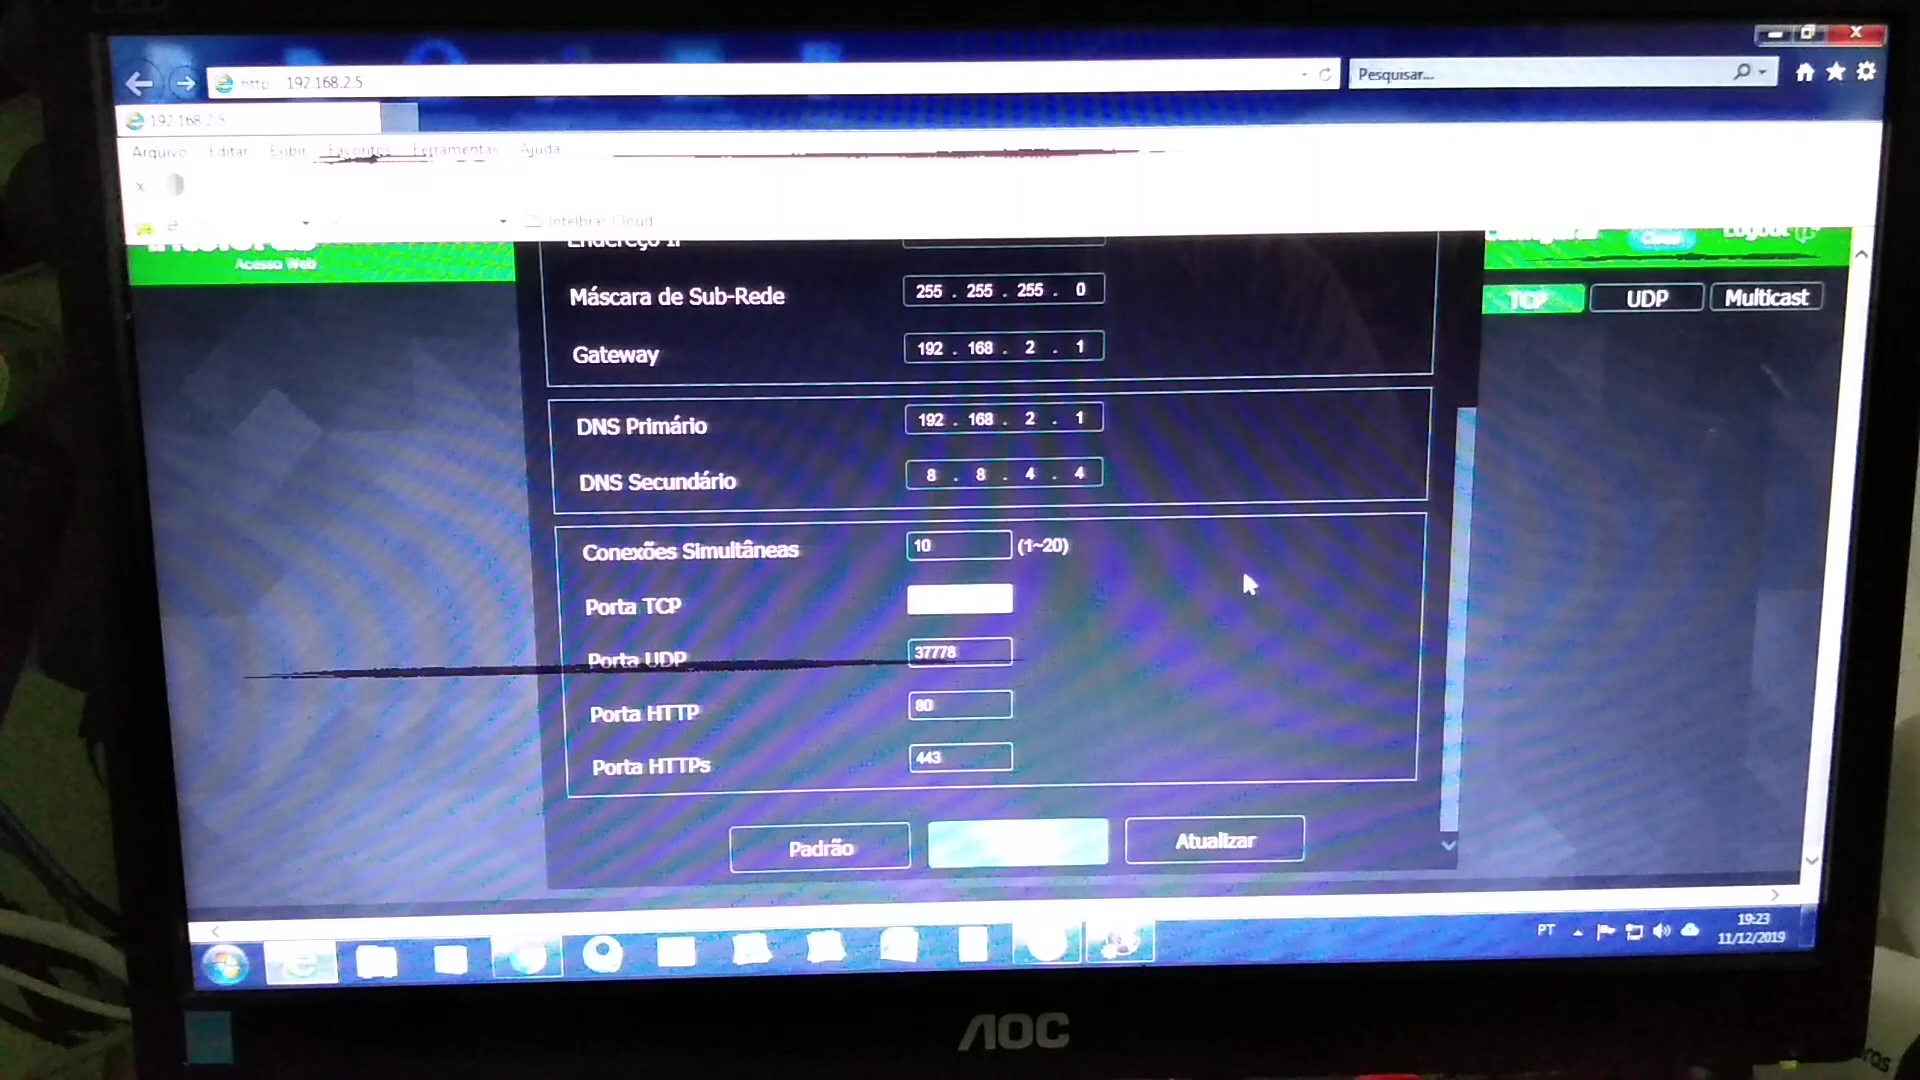 http 192.168.2.5
Pesquisar...
192.168.2.5
Arquivo Editar Exibir Favoritos Ferramentas Ajuda
x
Intelbras Cloud
Endereço IP
Logout
Acesso Web
Máscara de Sub-Rede 255 . 255 . 255 . 0
TCP UDP Multicast
Gateway 192 . 168 . 2 . 1
DNS Primário 192 . 168 . 2 . 1
DNS Secundário 8 . 8 . 4 . 4
Conexões Simultâneas 10 (1~20)
Porta TCP
Porta UDP 37778
Porta HTTP 80
Porta HTTPs 443
Padrão Atualizar
PT 19:23
11/12/2019
AOC